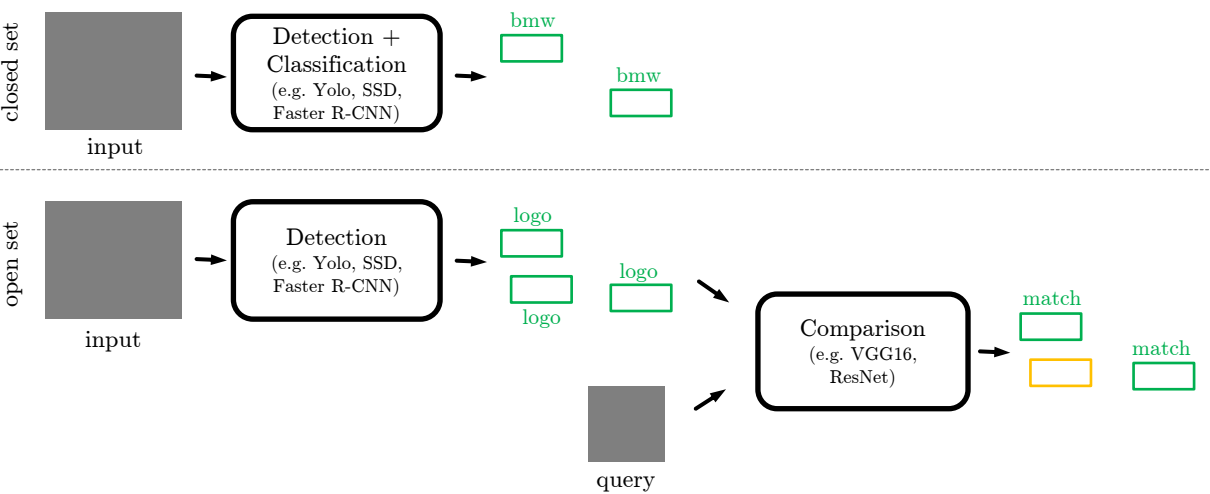 closed set
input
Detection +
Classification
(e.g. Yolo, SSD,
Faster R-CNN)
bmw
bmw
open set
input
Detection
(e.g. Yolo, SSD,
Faster R-CNN)
logo
logo
logo
query
Comparison
(e.g. VGG16,
ResNet)
match
match